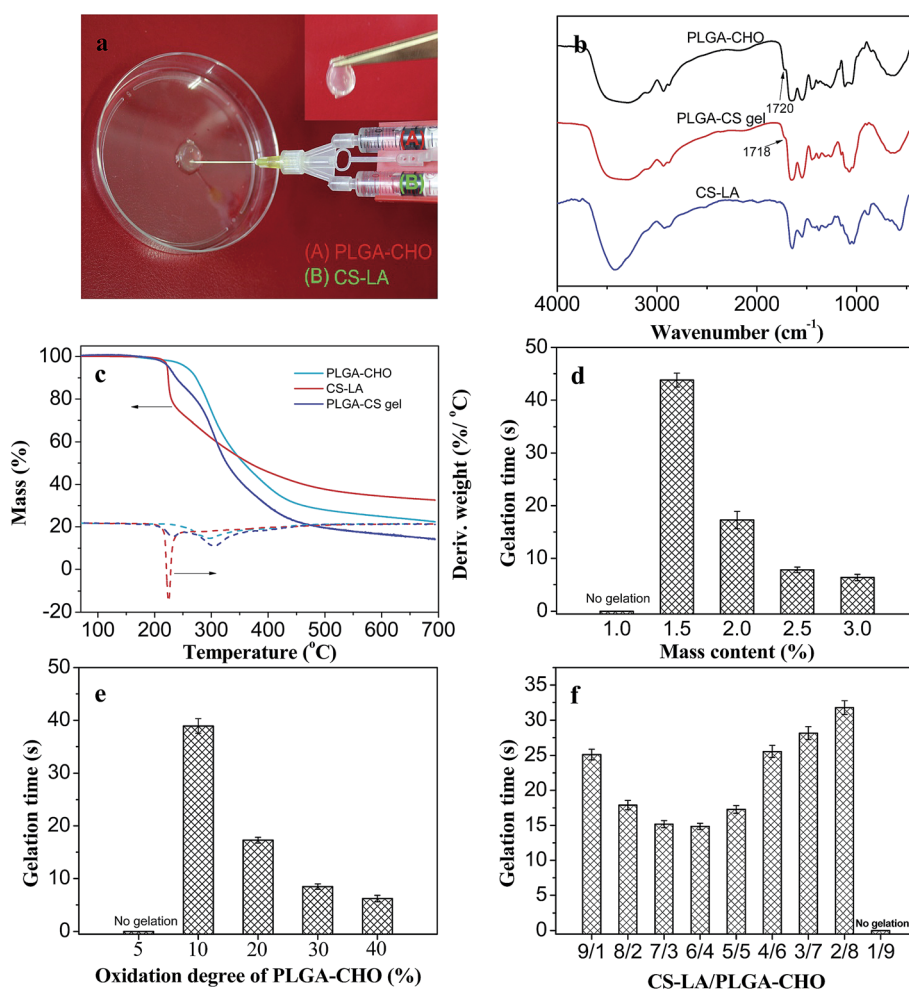 a
(A)
(B)
(A) PLGA-CHO
(B) CS-LA
b
PLGA-CHO
1720
PLGA-CS gel
1718
CS-LA
4000 3000 2000 1000
Wavenumber (cm⁻¹)
c
PLGA-CHO
CS-LA
PLGA-CS gel
100
80
60
40
20
0
-20
Mass (%)
Deriv. weight (%/ °C)
100 200 300 400 500 600 700
Temperature (°C)
d
50
40
30
20
10
0
Gelation time (s)
No gelation
1.0 1.5 2.0 2.5 3.0
Mass content (%)
e
50
40
30
20
10
0
Gelation time (s)
No gelation
5 10 20 30 40
Oxidation degree of PLGA-CHO (%)
f
35
30
25
20
15
10
5
0
Gelation time (s)
No gelation
9/1 8/2 7/3 6/4 5/5 4/6 3/7 2/8 1/9
CS-LA/PLGA-CHO